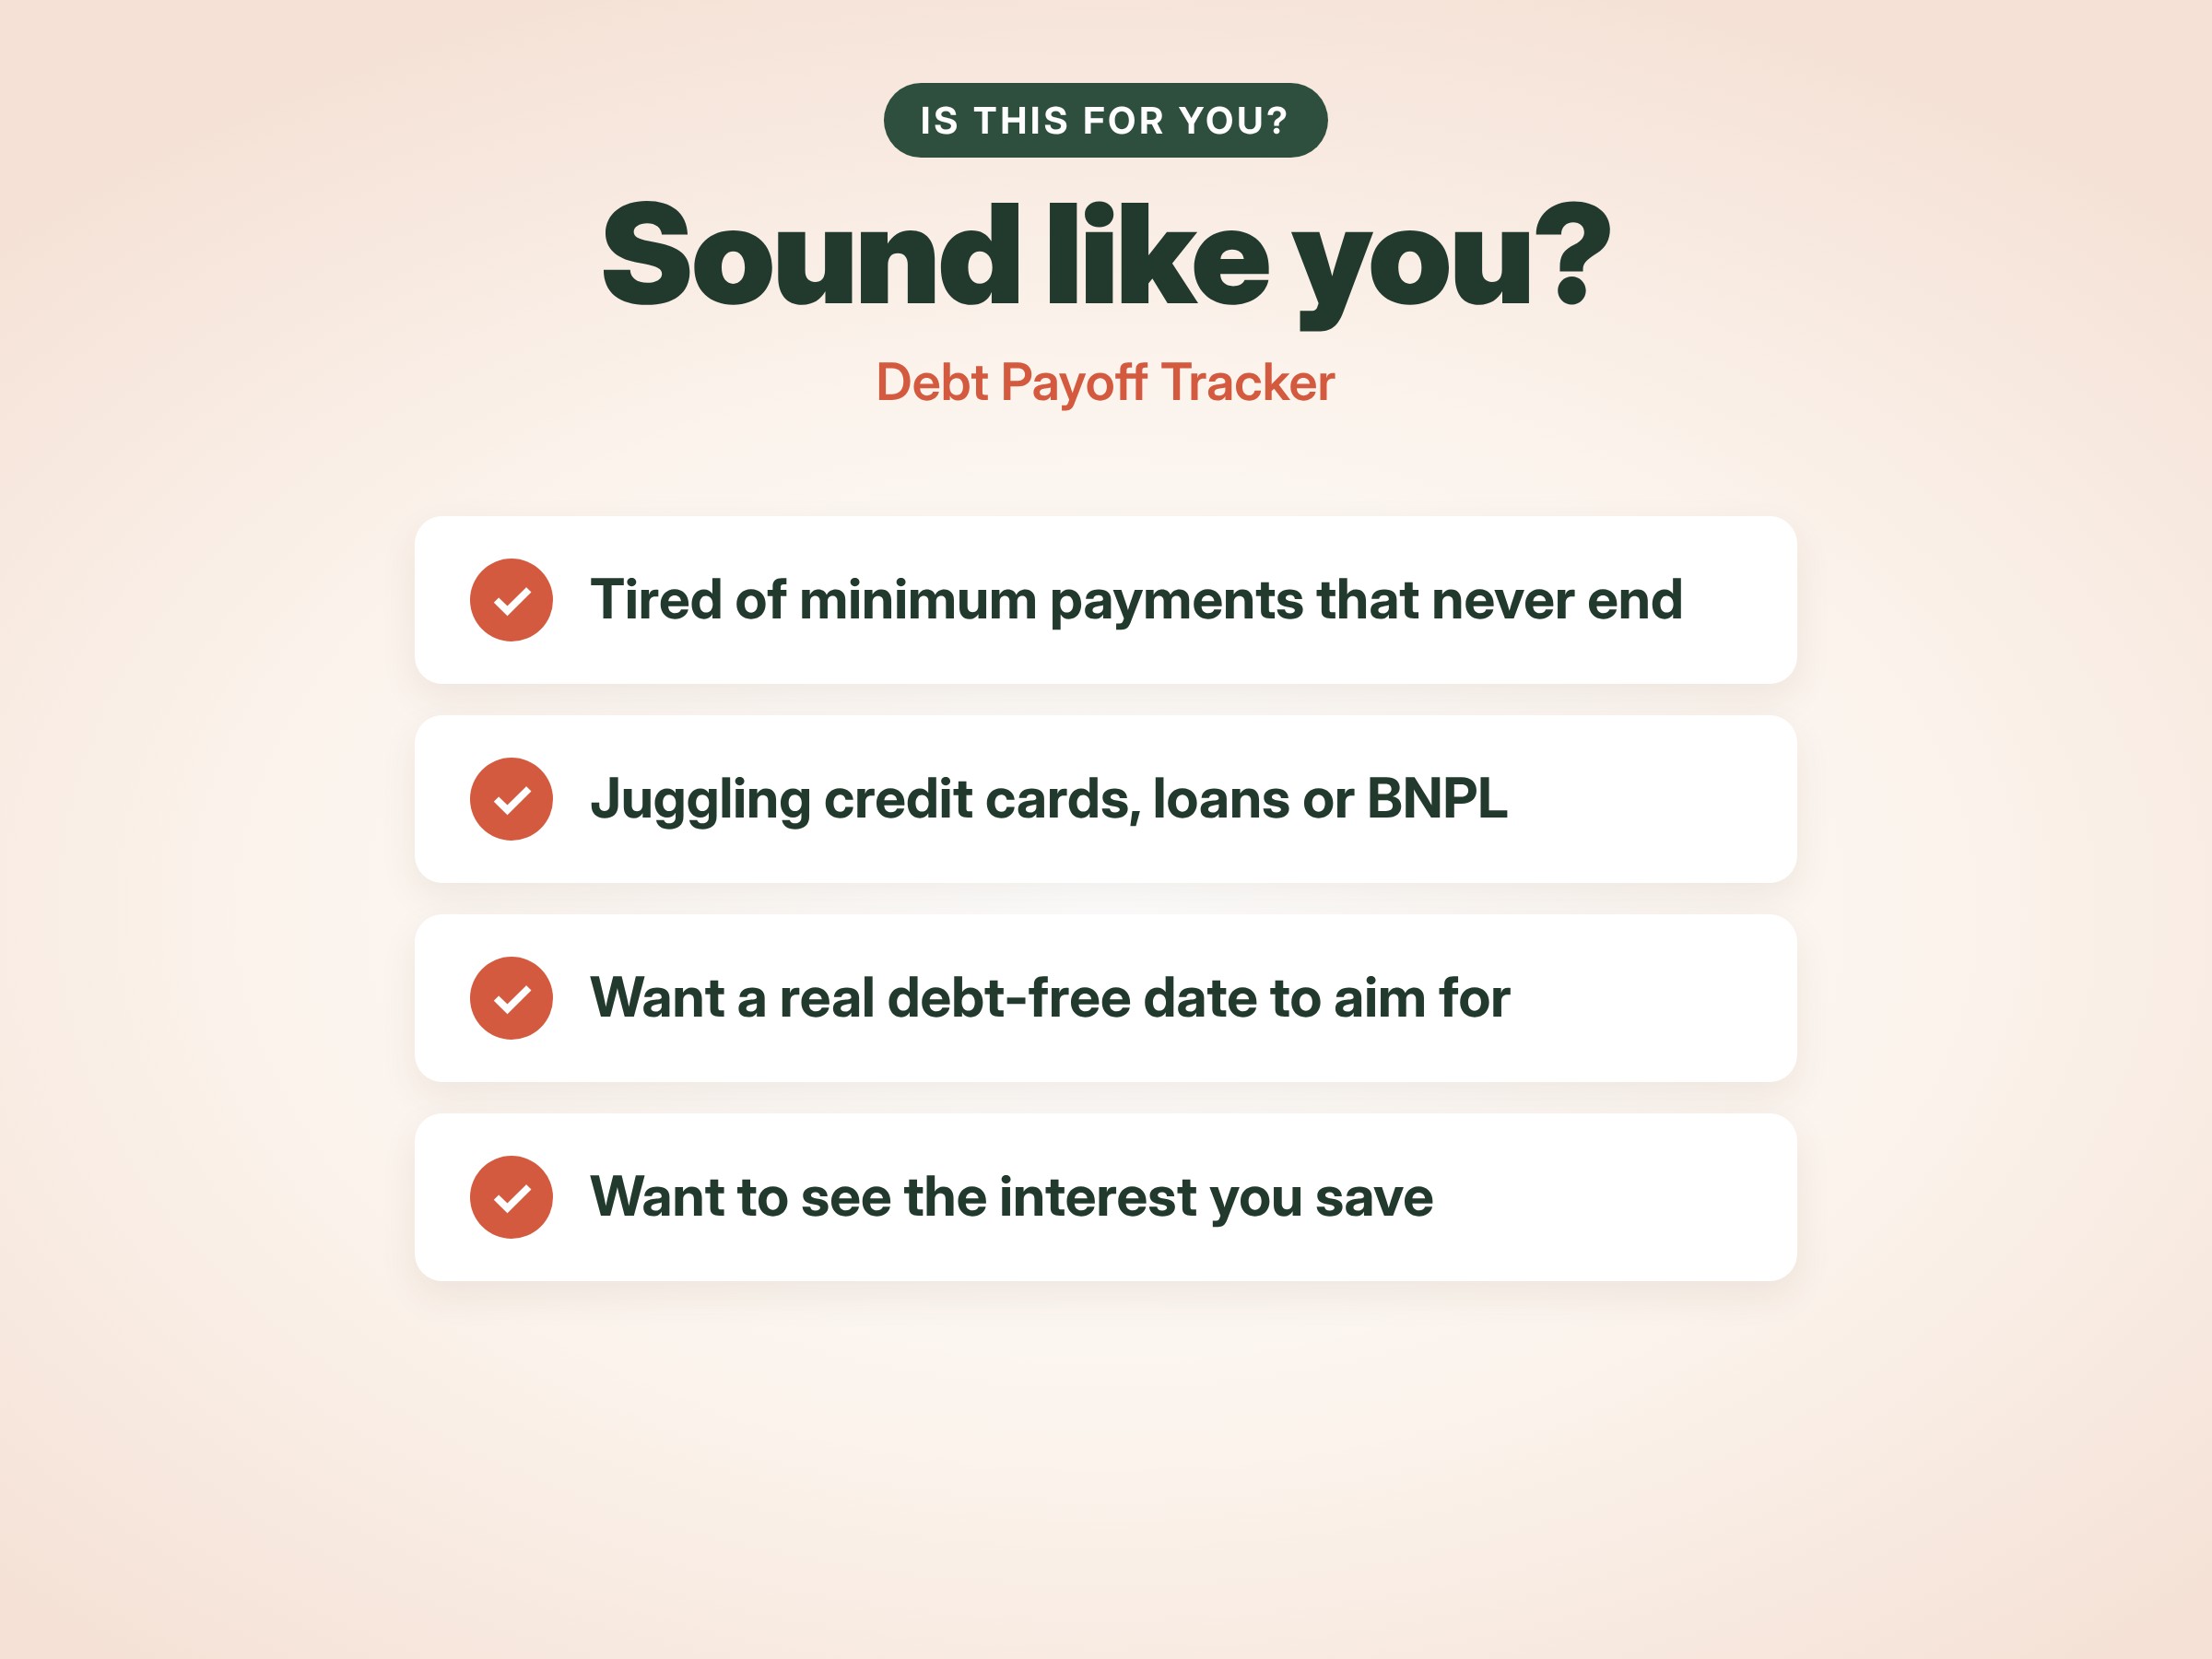 IS THIS FOR YOU?
Sound like you?
Debt Payoff Tracker
Tired of minimum payments that never end
Juggling credit cards, loans or BNPL
Want a real debt-free date to aim for
Want to see the interest you save